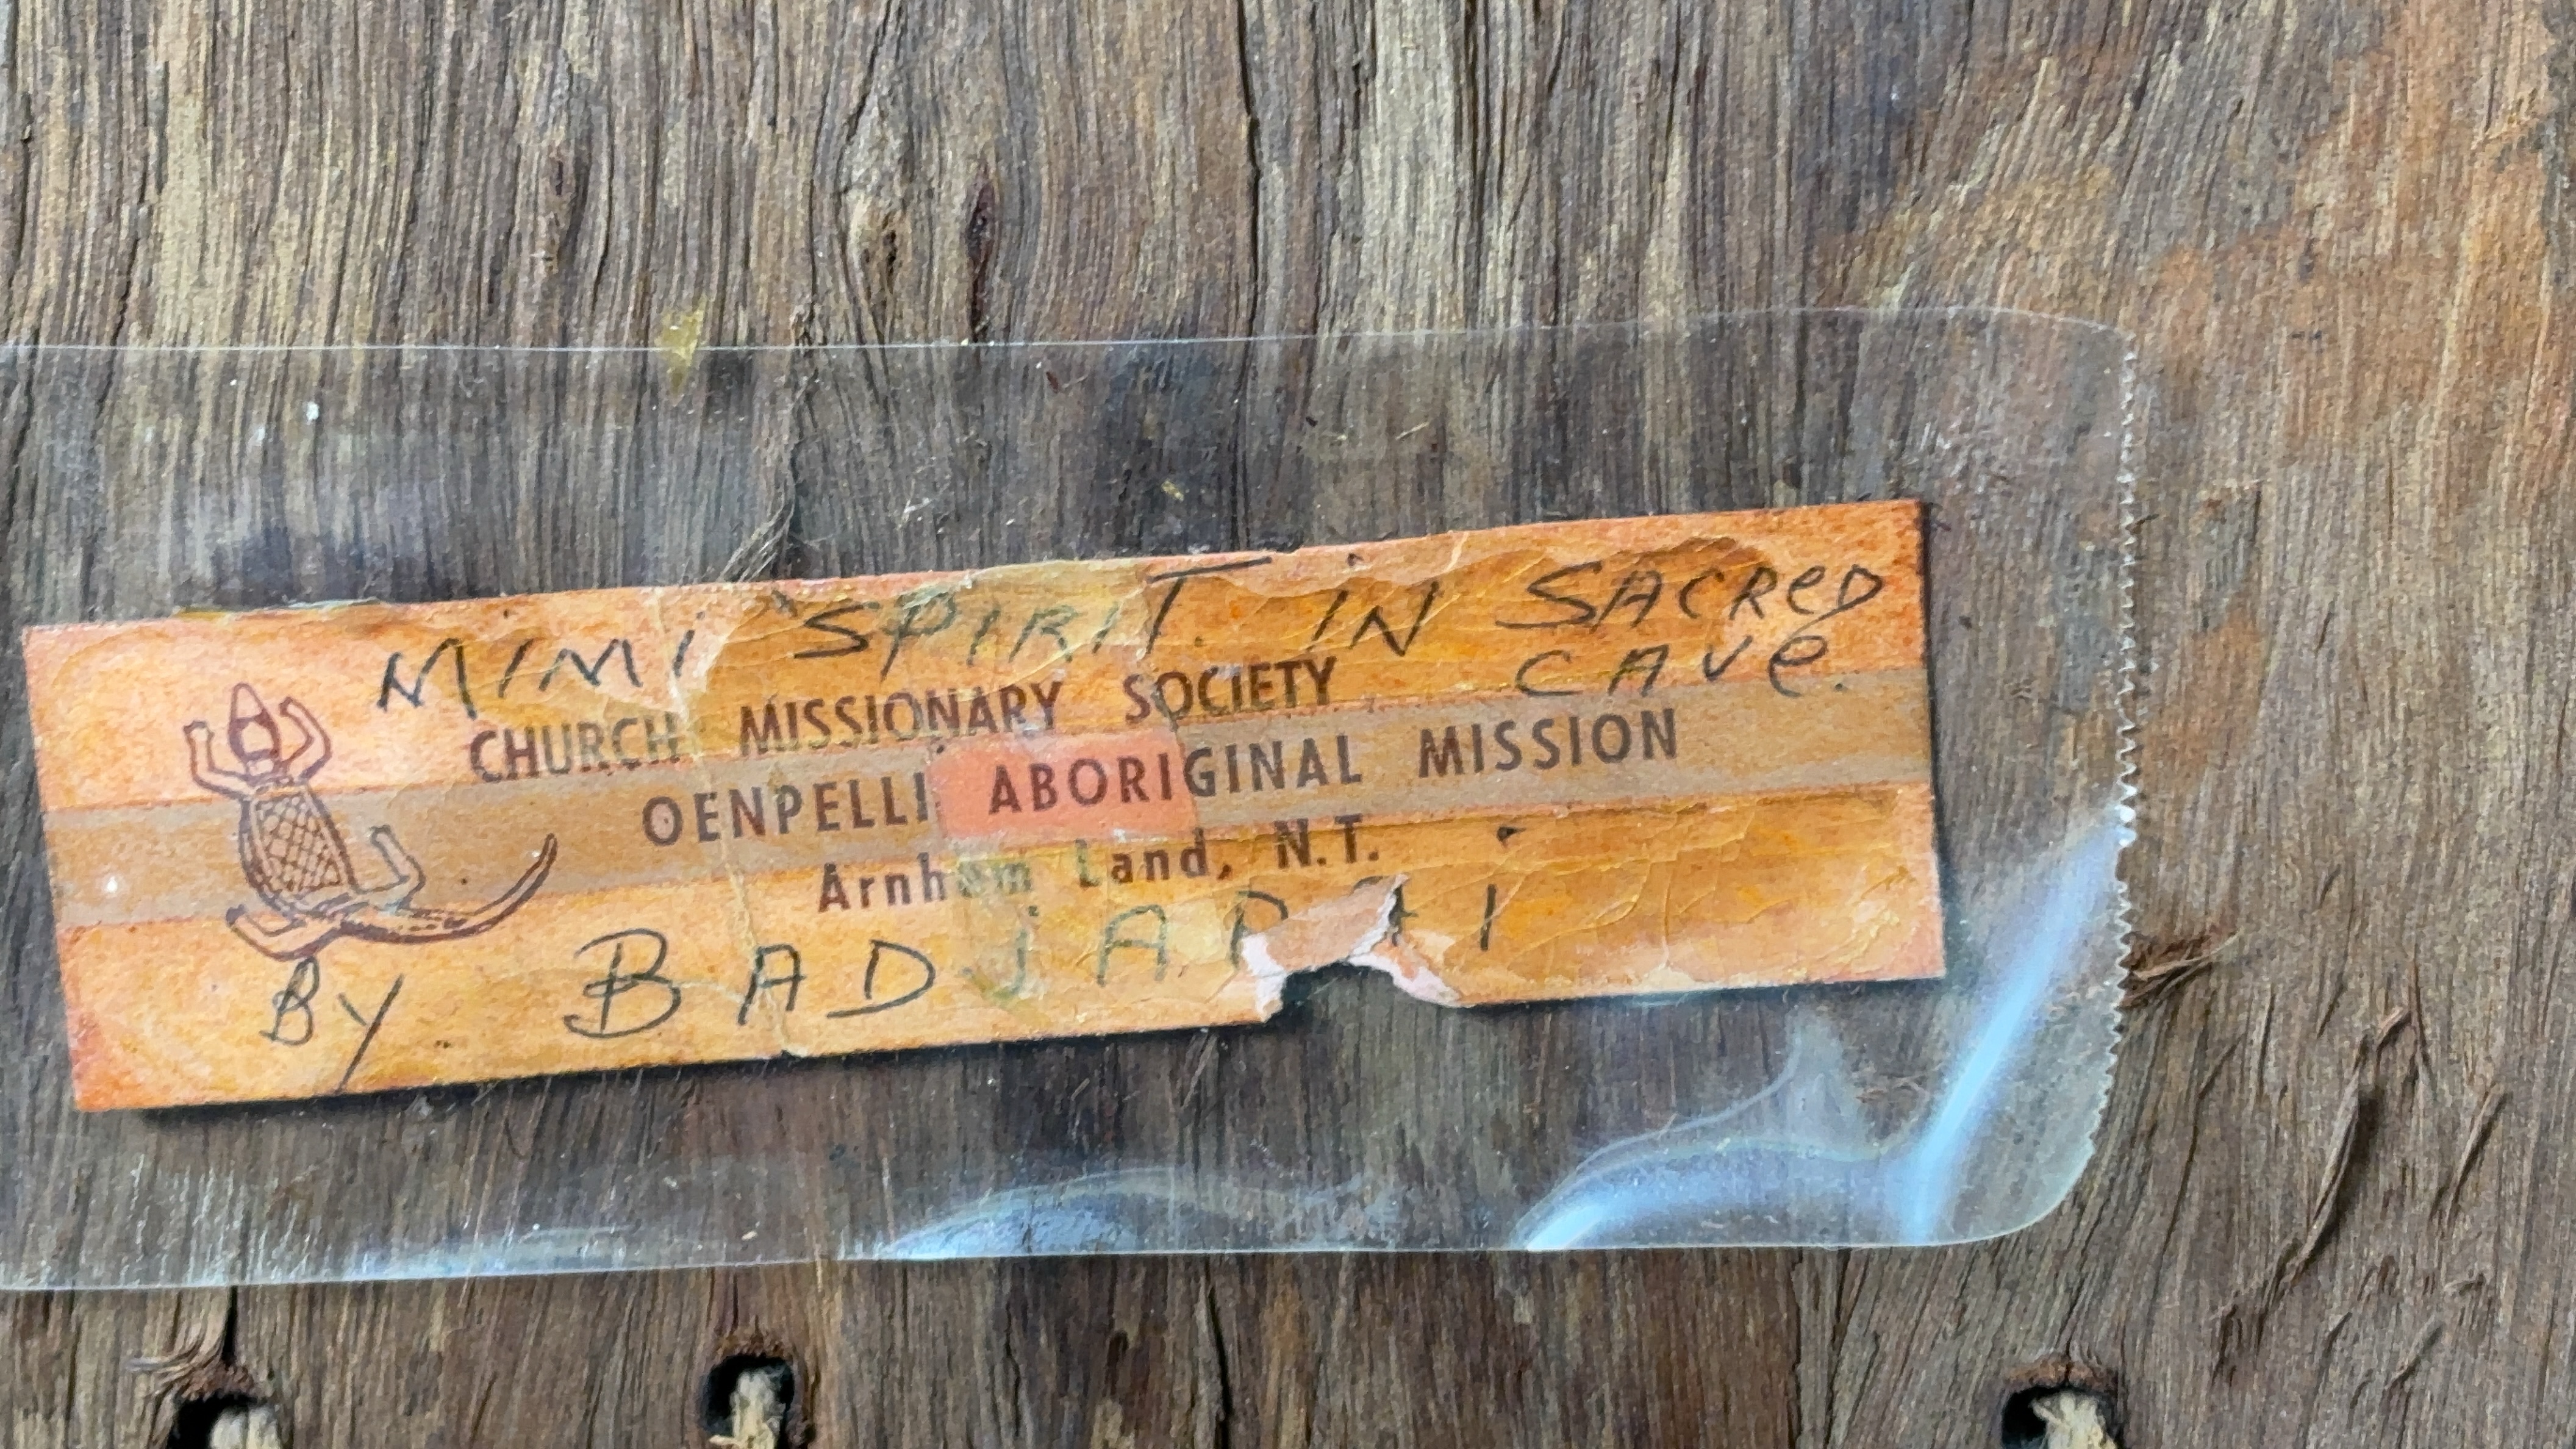 MIMI SPIRIT. IN SACRED
CAVE.
CHURCH MISSIONARY SOCIETY
OENPELLI ABORIGINAL MISSION
Arnhem Land, N.T.
BY